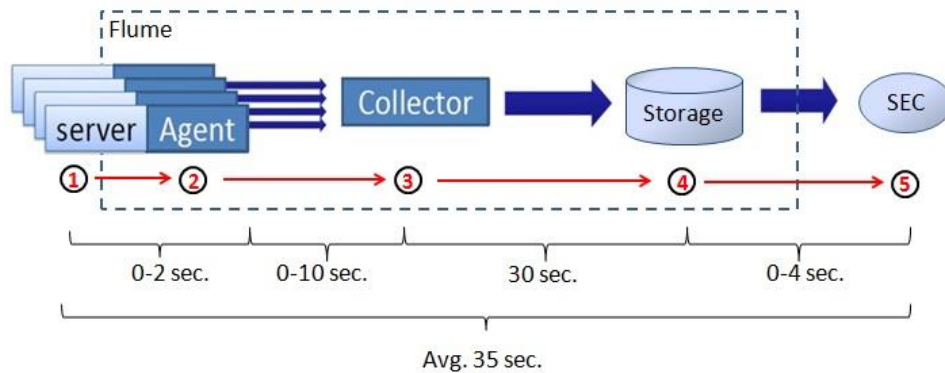 Flume
server Agent
Collector
Storage
SEC
1 2 3 4 5
0-2 sec. 0-10 sec. 30 sec. 0-4 sec.
Avg. 35 sec.